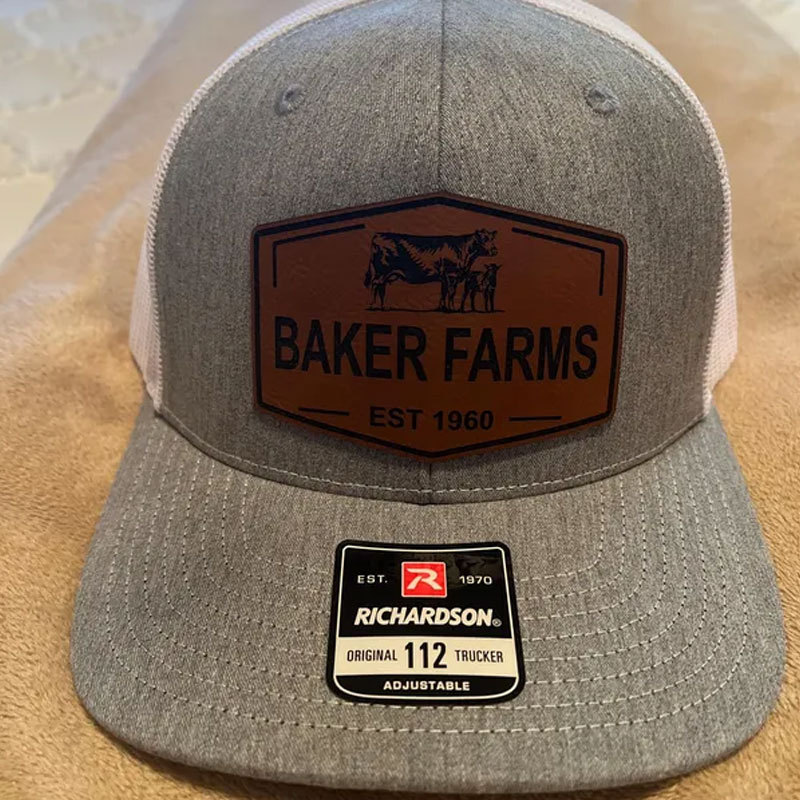 BAKER FARMS
EST 1960
EST. R 1970
RICHARDSON®
ORIGINAL 112 TRUCKER
ADJUSTABLE